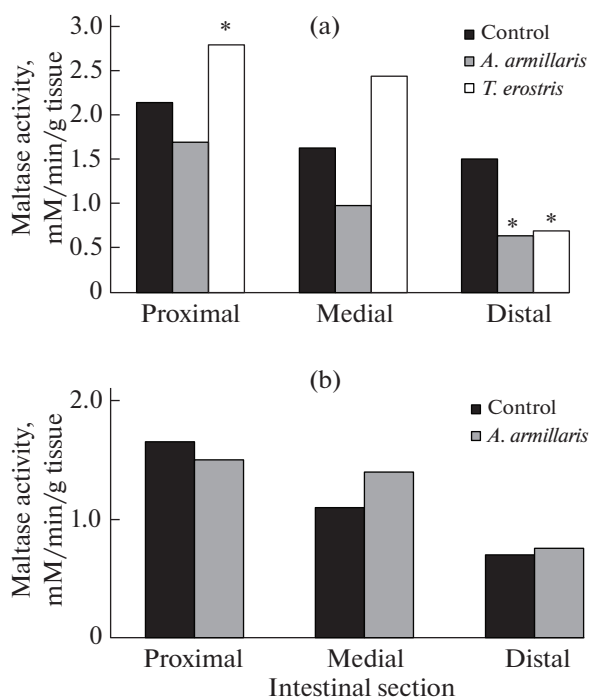 (a)
Maltase activity,
mM/min/g tissue
3.0
2.5
2.0
1.5
1.0
0.5
0
*
* *
Control
A. armillaris
T. erostris
Proximal Medial Distal
(b)
Maltase activity,
mM/min/g tissue
2.0
1.0
0
Control
A. armillaris
Proximal Medial Distal
Intestinal section